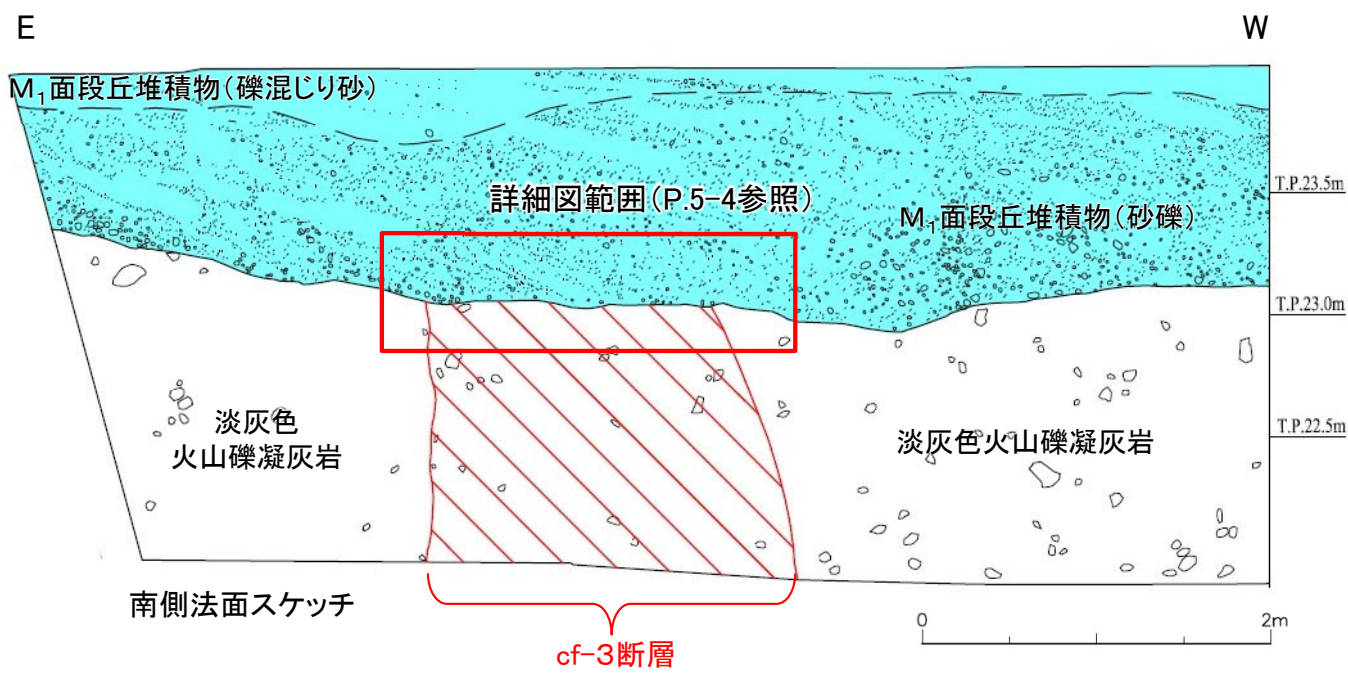 E
W
M₁面段丘堆積物(礫混じり砂)
T.P.23.5m
詳細図範囲(P.5-4参照)
M₁面段丘堆積物(砂礫)
T.P.23.0m
淡灰色
火山礫凝灰岩
淡灰色火山礫凝灰岩
T.P.22.5m
南側法面スケッチ
0
2m
cf-3断層